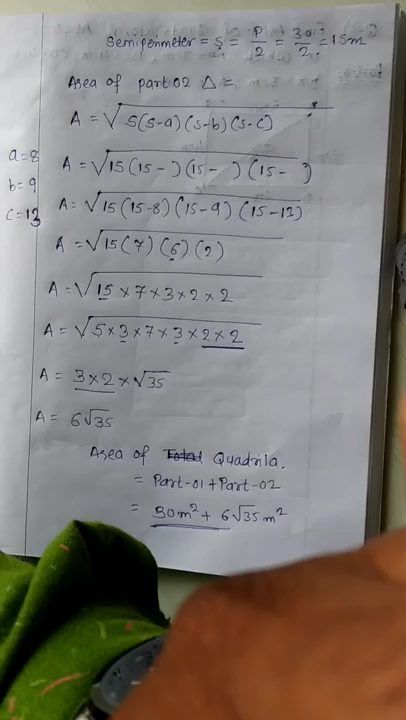 Semiperimeter = s = P/2 = 30/2 = 15m
Area of part 02 Δ =
A = √s(s-a)(s-b)(s-c)
a=8
b=9
c=13
A = √15(15- )(15- )(15- )
A = √15(15-8)(15-9)(15-13)
A = √15(7)(6)(2)
A = √15×7×3×2×2
A = √5×3×7×3×2×2
A = 3×2×√35
A = 6√35
Area of Total Quadrila.
= Part-01+Part-02
= 30m²+6√35m²